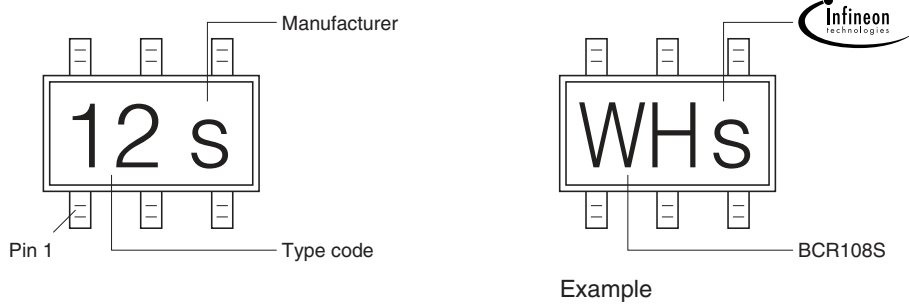 Manufacturer
12 s
Pin 1
Type code
Infineon
technologies
WHs
BCR108S
Example